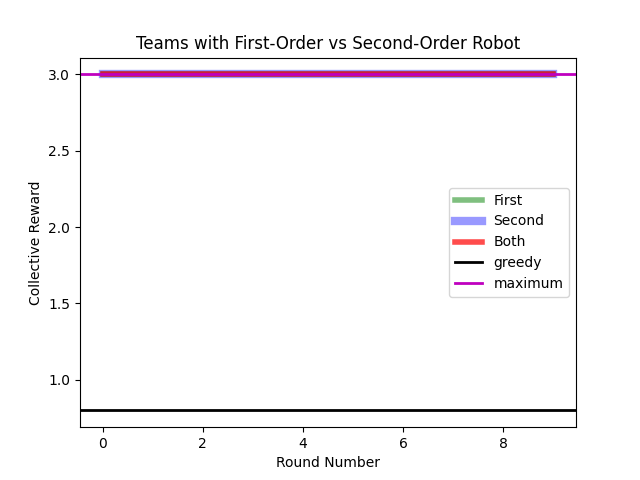 Teams with First-Order vs Second-Order Robot
3.0
2.5
2.0
1.5
1.0
Collective Reward
First
Second
Both
greedy
maximum
0 2 4 6 8
Round Number